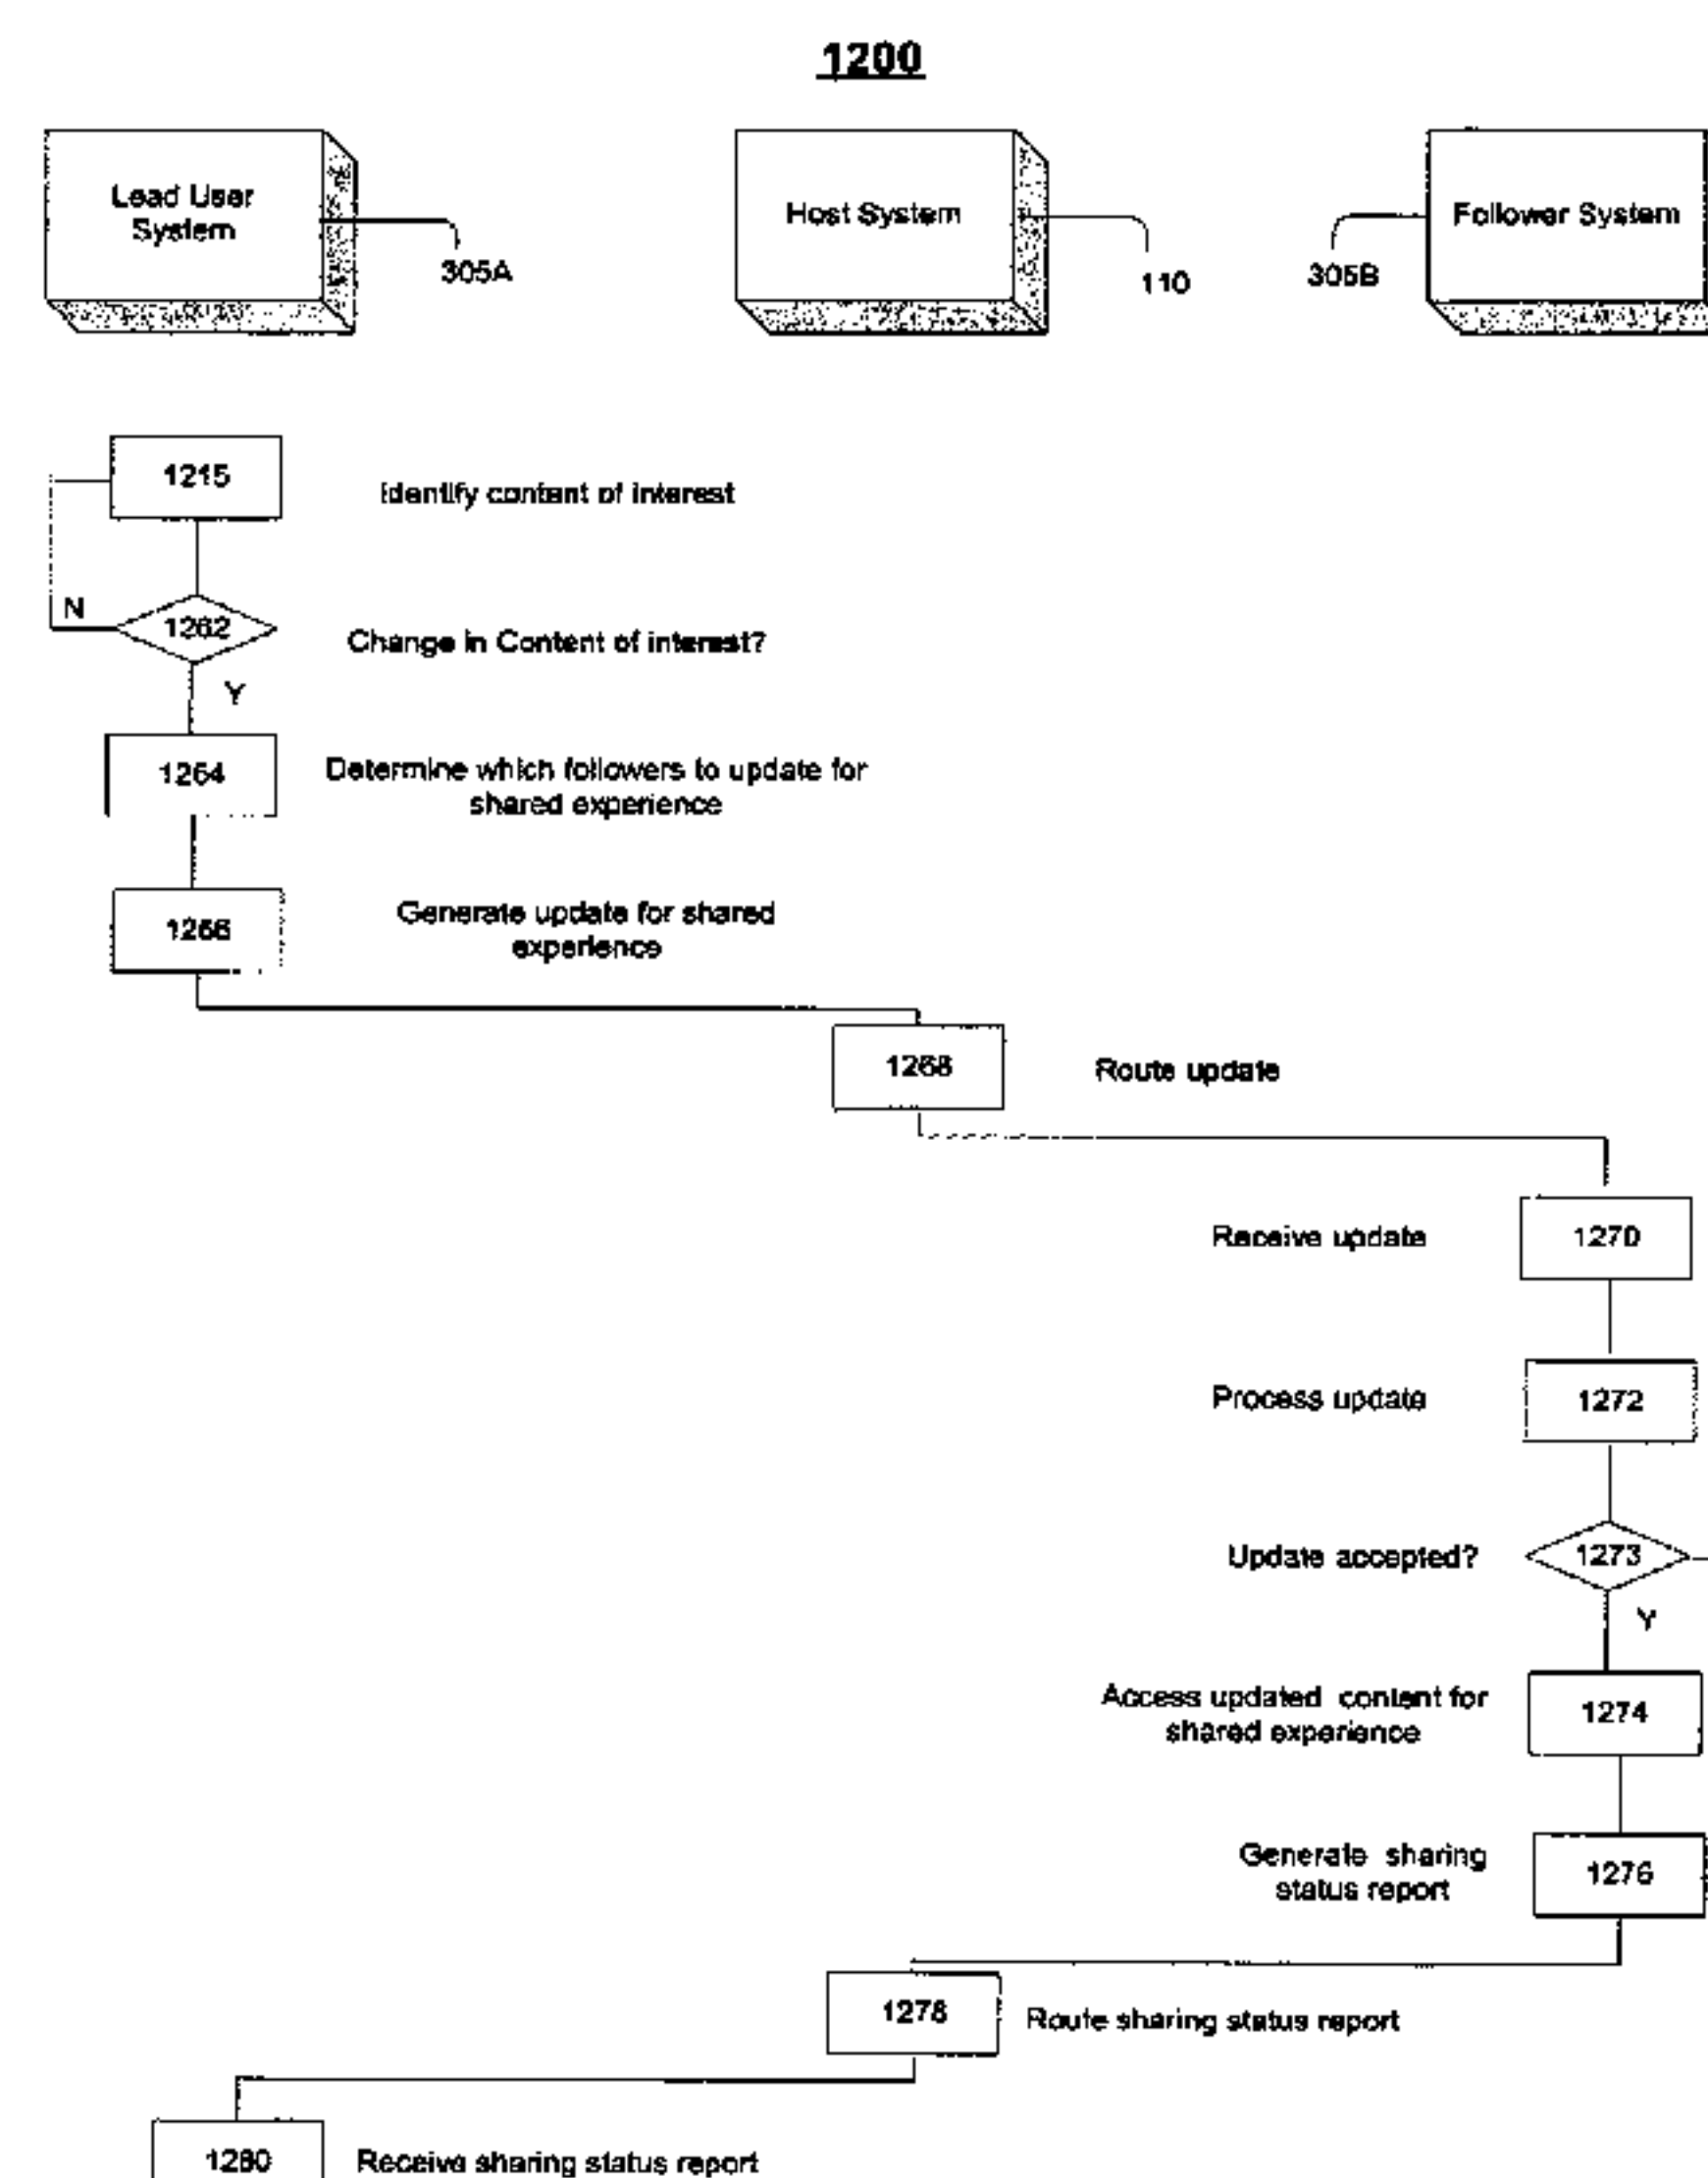 1200
Lead User
System
305A
Host System
110
305B
Follower System
1215
Identify content of interest
N
1262
Change in Content of interest?
Y
1264
Determine which followers to update for
shared experience
1266
Generate update for shared
experience
1268
Route update
Receive update
1270
Process update
1272
Update accepted?
1273
Y
Access updated content for
shared experience
1274
Generate sharing
status report
1276
1278
Route sharing status report
1280
Receive sharing status report